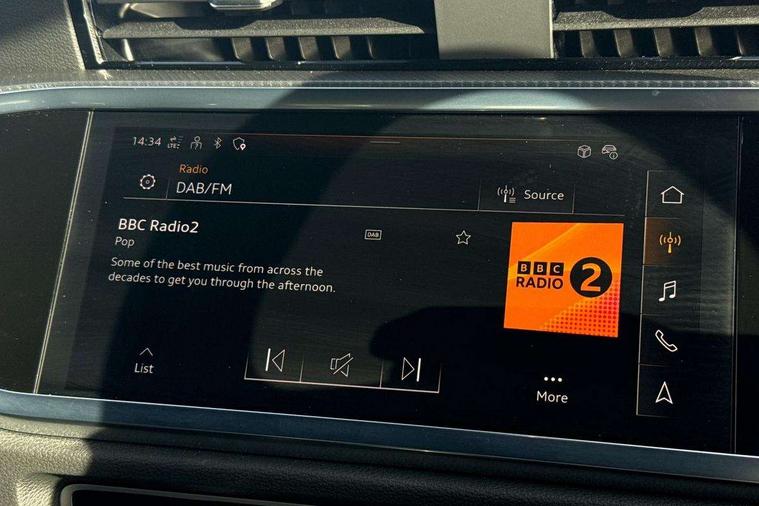 14:34
LTE
Radio
DAB/FM
Source
BBC Radio2
Pop
DAB
Some of the best music from across the
decades to get you through the afternoon.
BBC
RADIO 2
List
More